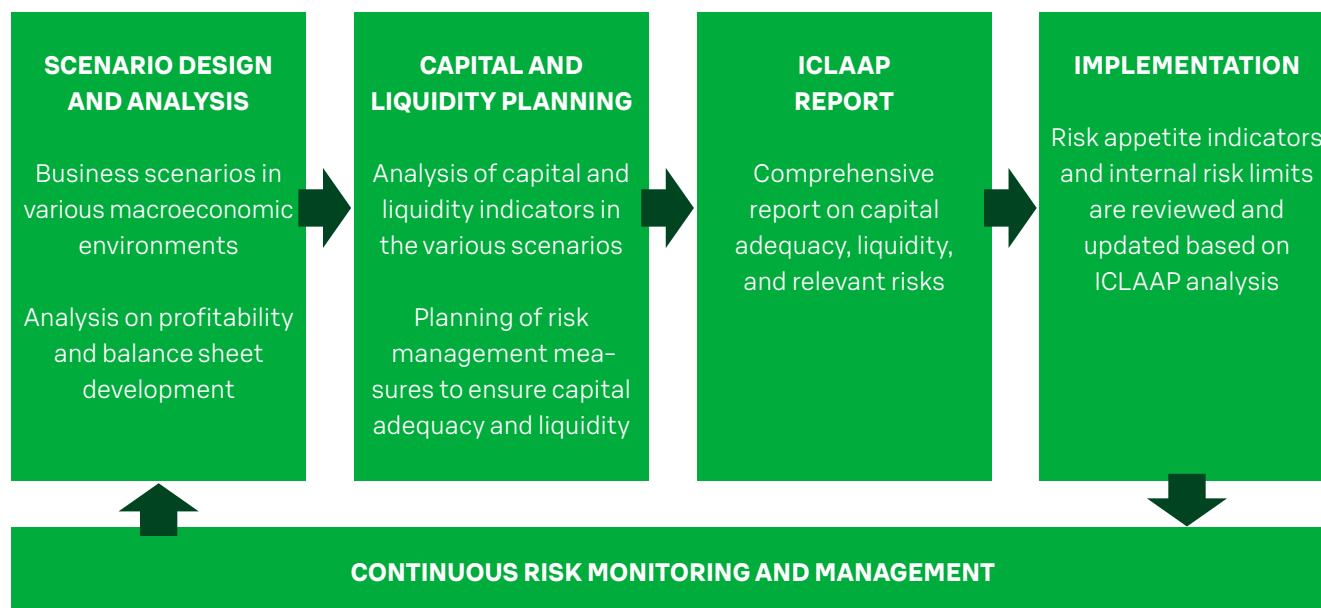 SCENARIO DESIGN
AND ANALYSIS
Business scenarios in
various macroeconomic
environments
Analysis on profitability
and balance sheet
development
CAPITAL AND
LIQUIDITY PLANNING
Analysis of capital and
liquidity indicators in
the various scenarios
Planning of risk
management mea-
sures to ensure capital
adequacy and liquidity
ICLAAP
REPORT
Comprehensive
report on capital
adequacy, liquidity,
and relevant risks
IMPLEMENTATION
Risk appetite indicators
and internal risk limits
are reviewed and
updated based on
ICLAAP analysis
CONTINUOUS RISK MONITORING AND MANAGEMENT